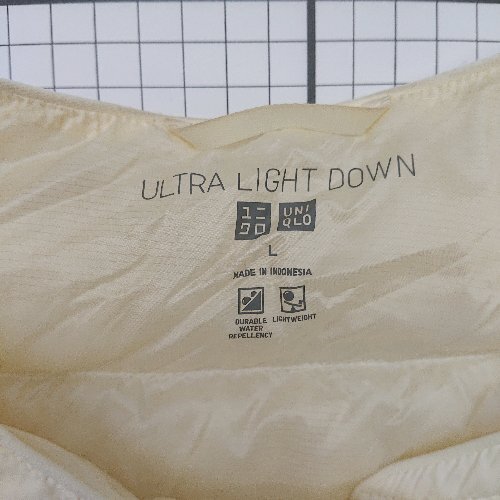 ULTRA LIGHT DOWN
ユニ UNI
クロ QLO
L
MADE IN INDONESIA
DURABLE WATER REPELLENCY LIGHTWEIGHT